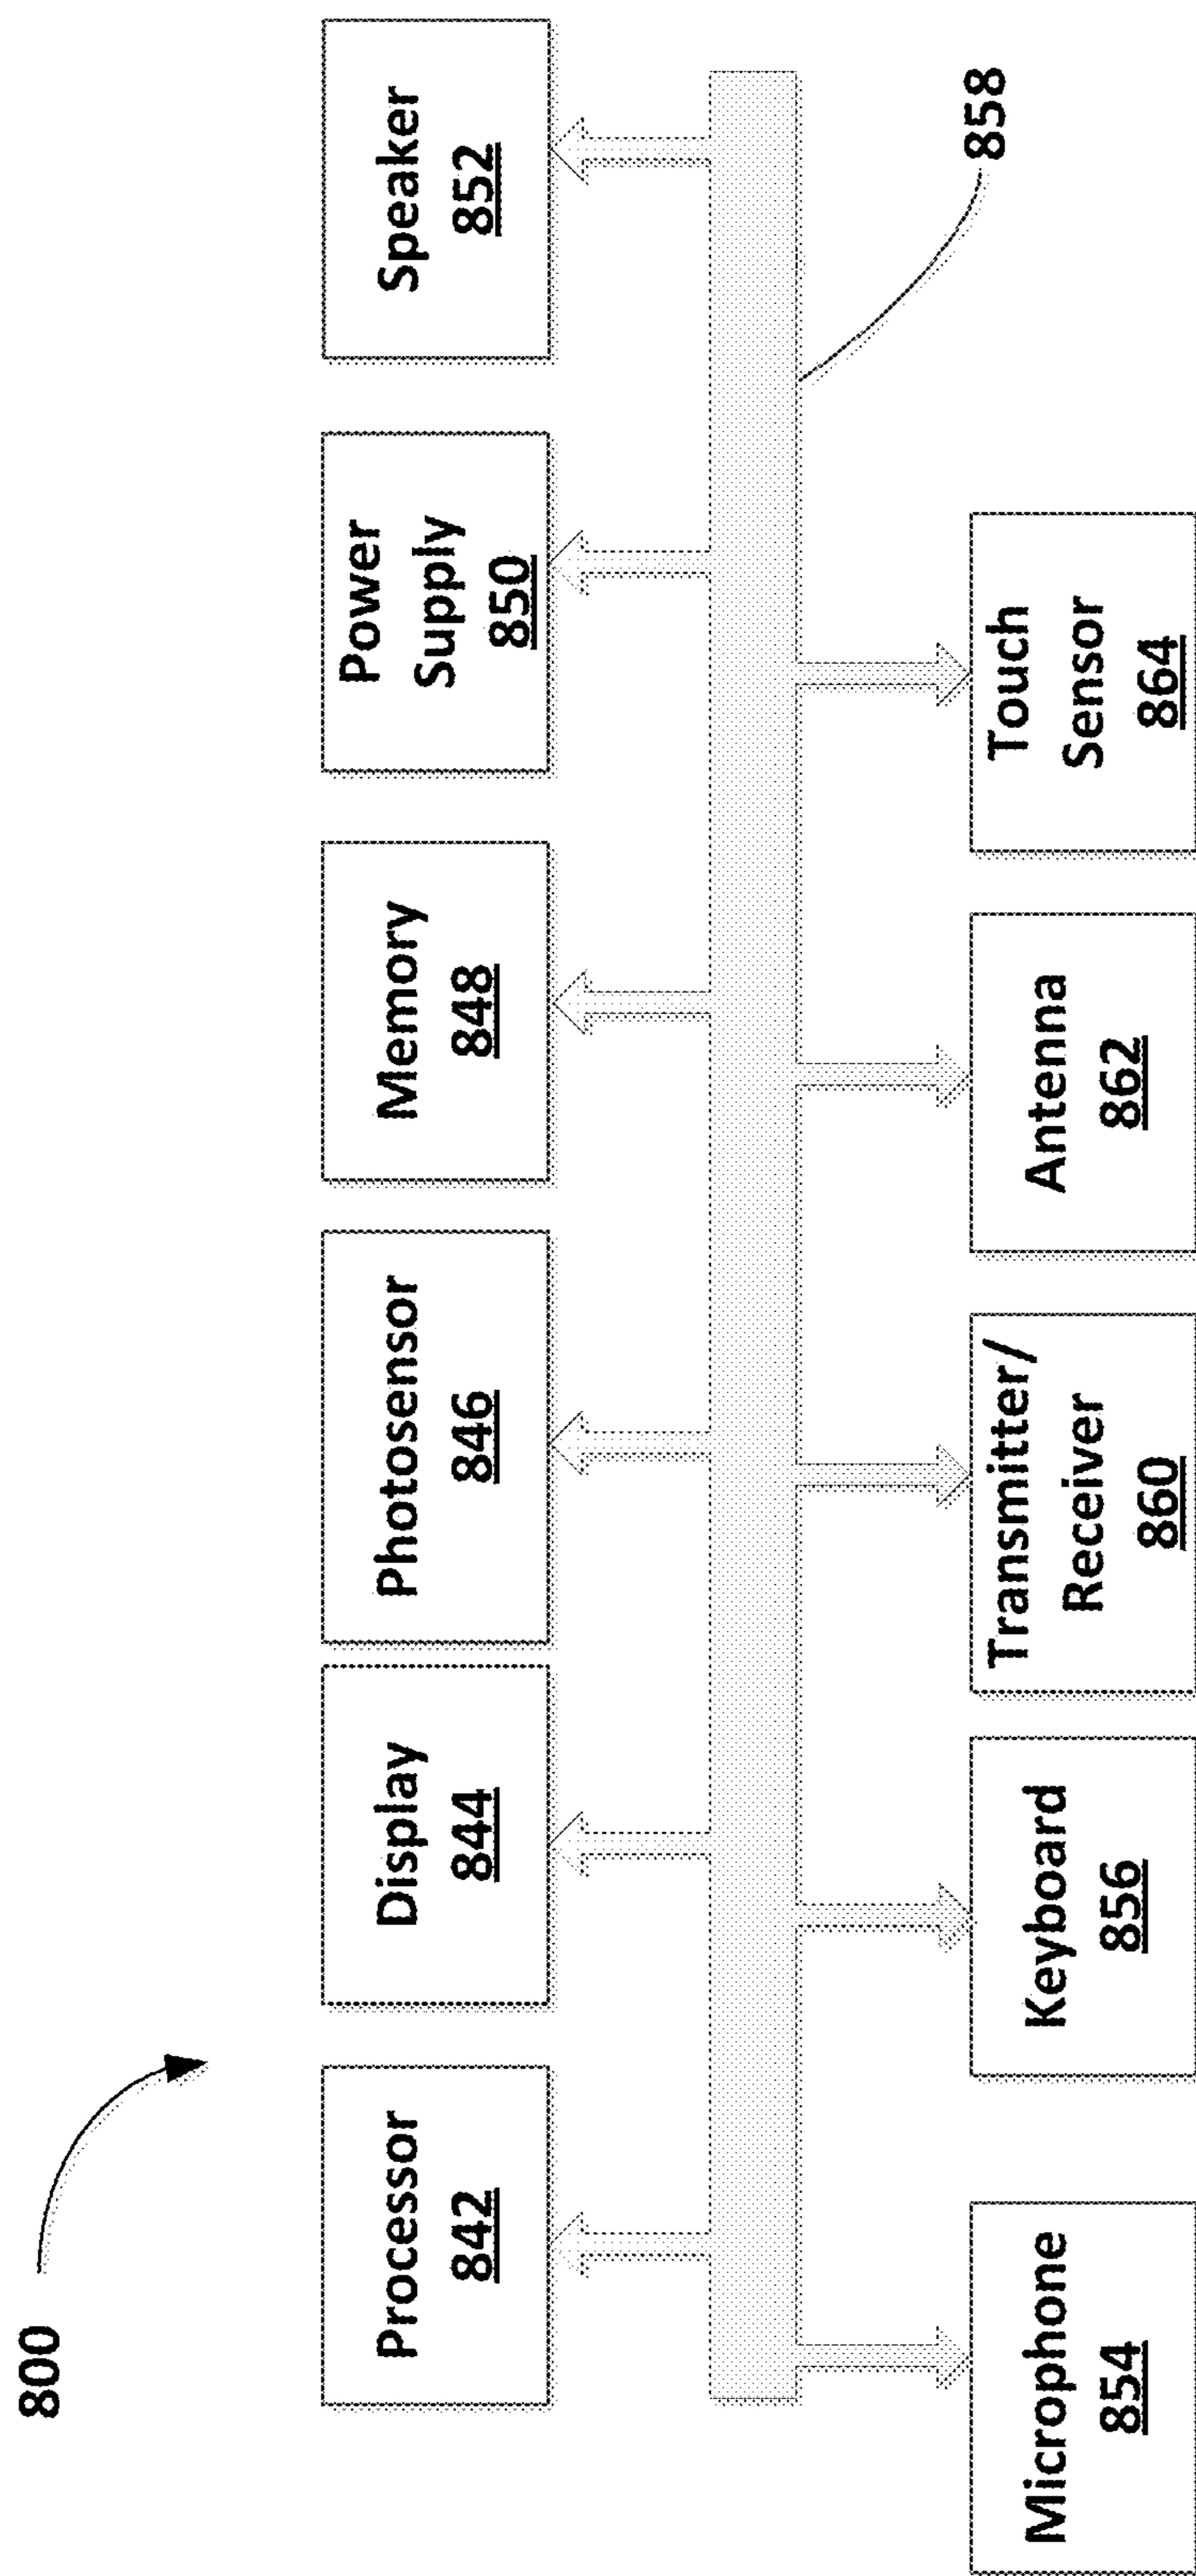 800
Processor
842
Display
844
Photosensor
846
Memory
848
Power
Supply
850
Speaker
852
858
Microphone
854
Keyboard
856
Transmitter/
Receiver
860
Antenna
862
Touch
Sensor
864